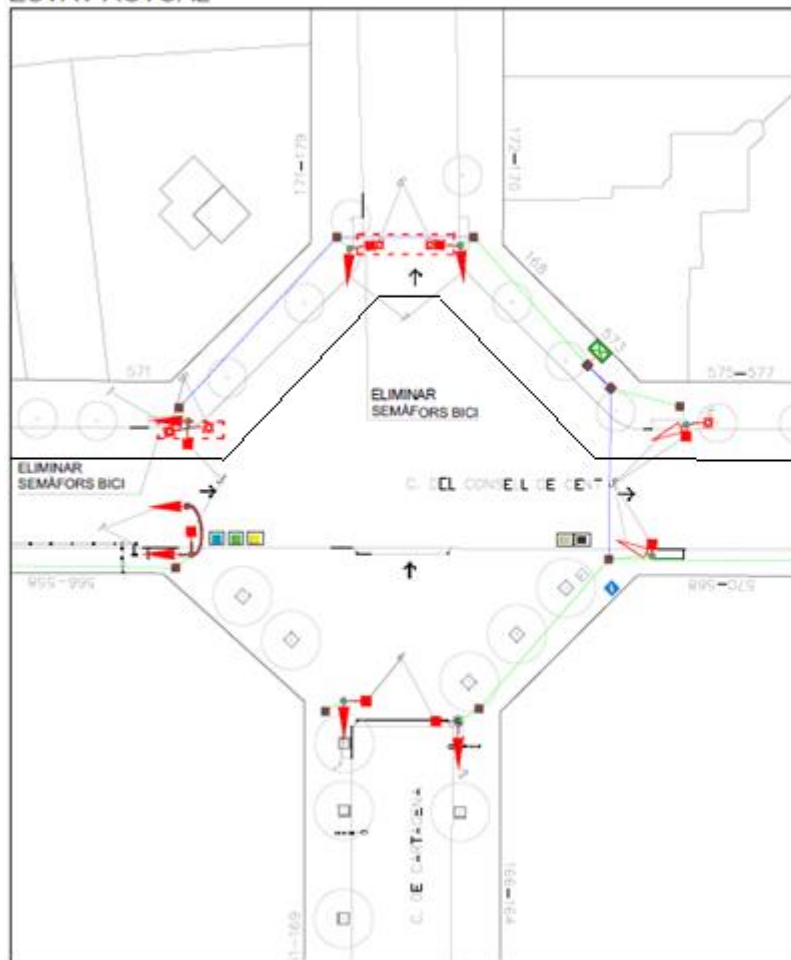 ESTAT ACTUAL
171-179
172-170
168
573
571
575-577
ELIMINAR
SEMÀFORS BICI
ELIMINAR
SEMÀFORS BICI
C. DEL CONSELL DE CENT
566-558
570-568
C. DE CARTAGENA
166-164